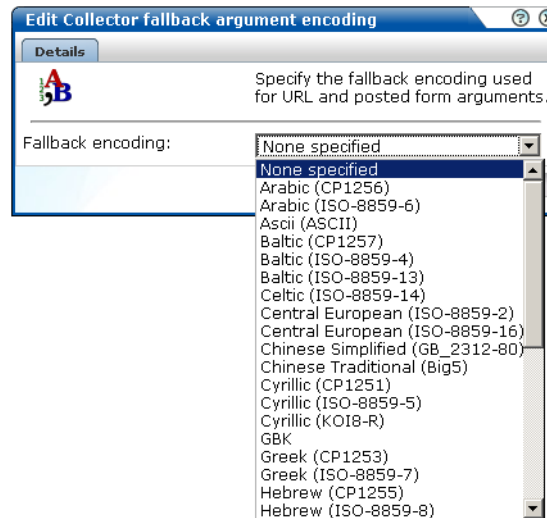 Edit Collector fallback argument encoding
Details
Specify the fallback encoding used
for URL and posted form arguments.
Fallback encoding:
None specified
None specified
Arabic (CP1256)
Arabic (ISO-8859-6)
Ascii (ASCII)
Baltic (CP1257)
Baltic (ISO-8859-4)
Baltic (ISO-8859-13)
Celtic (ISO-8859-14)
Central European (ISO-8859-2)
Central European (ISO-8859-16)
Chinese Simplified (GB_2312-80)
Chinese Traditional (Big5)
Cyrillic (CP1251)
Cyrillic (ISO-8859-5)
Cyrillic (KOI8-R)
GBK
Greek (CP1253)
Greek (ISO-8859-7)
Hebrew (CP1255)
Hebrew (ISO-8859-8)